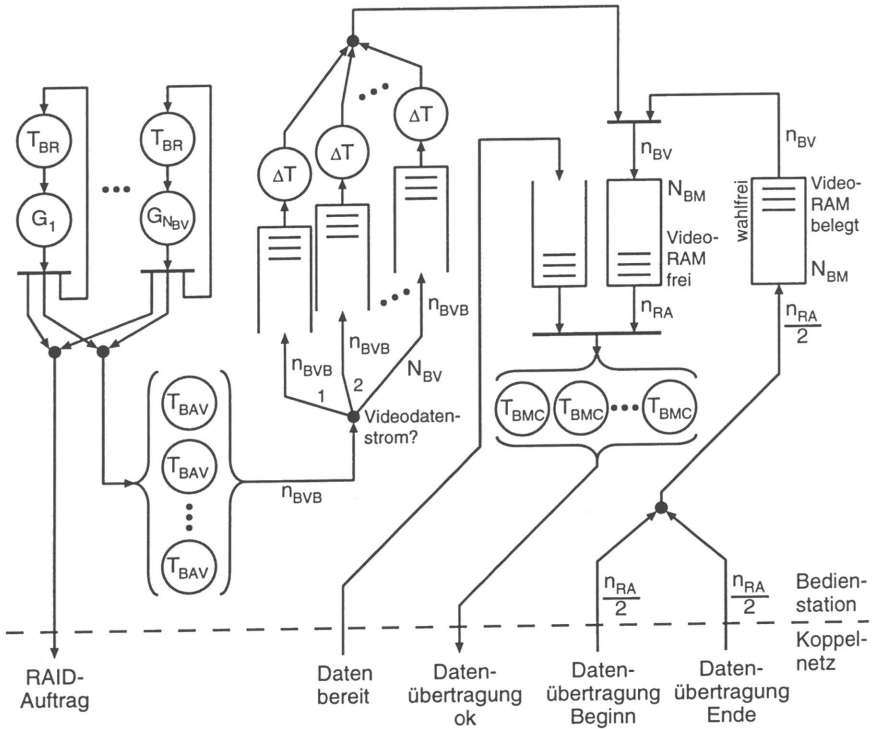 T_BR
T_BR
G_1
G_N_BV
ΔT
ΔT
ΔT
n_BVB
n_BVB
n_BVB
1
2
N_BV
Videodaten-
strom?
T_BAV
T_BAV
T_BAV
n_BVB
n_BV
N_BM
Video-
RAM
frei
n_RA
n_BV
wahlfrei
Video-
RAM
belegt
N_BM
n_RA
2
T_BMC
T_BMC
T_BMC
n_RA
2
n_RA
2
Bedien-
station
Koppel-
netz
RAID-
Auftrag
Daten
bereit
Daten-
übertragung
ok
Daten-
übertragung
Beginn
Daten-
übertragung
Ende